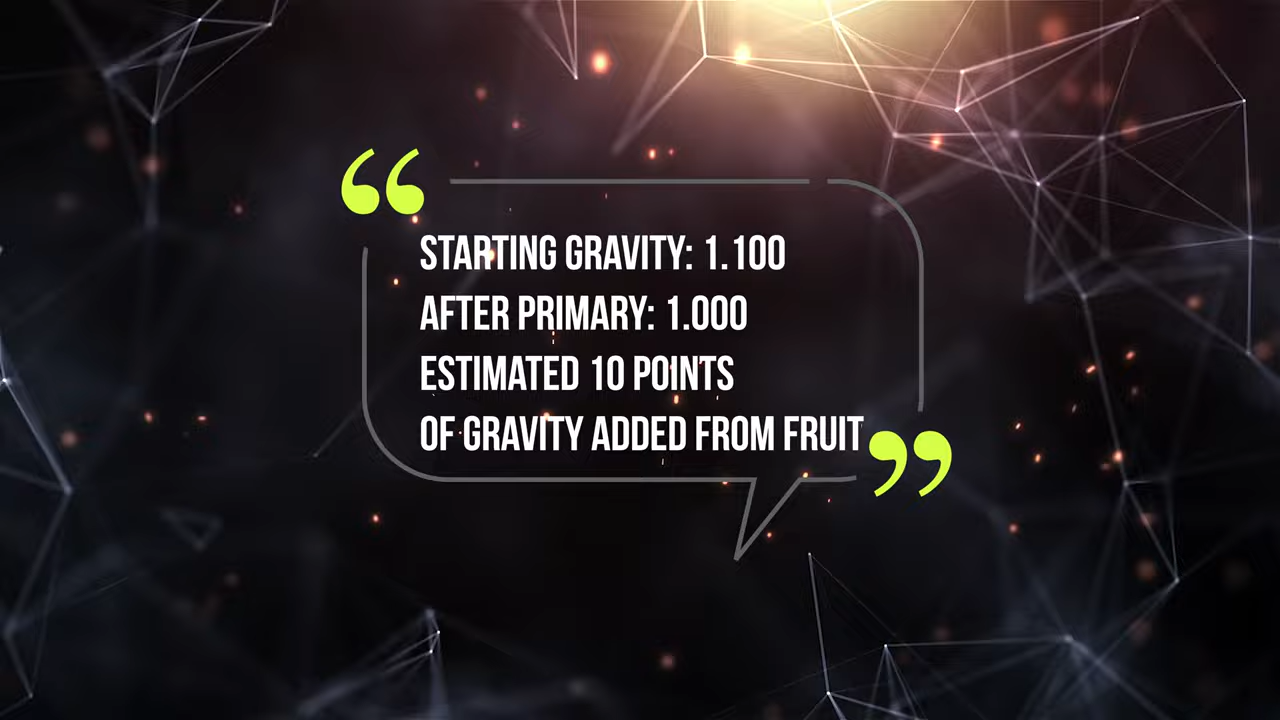 “
STARTING GRAVITY: 1.100
AFTER PRIMARY: 1.000
ESTIMATED 10 POINTS
OF GRAVITY ADDED FROM FRUIT
”